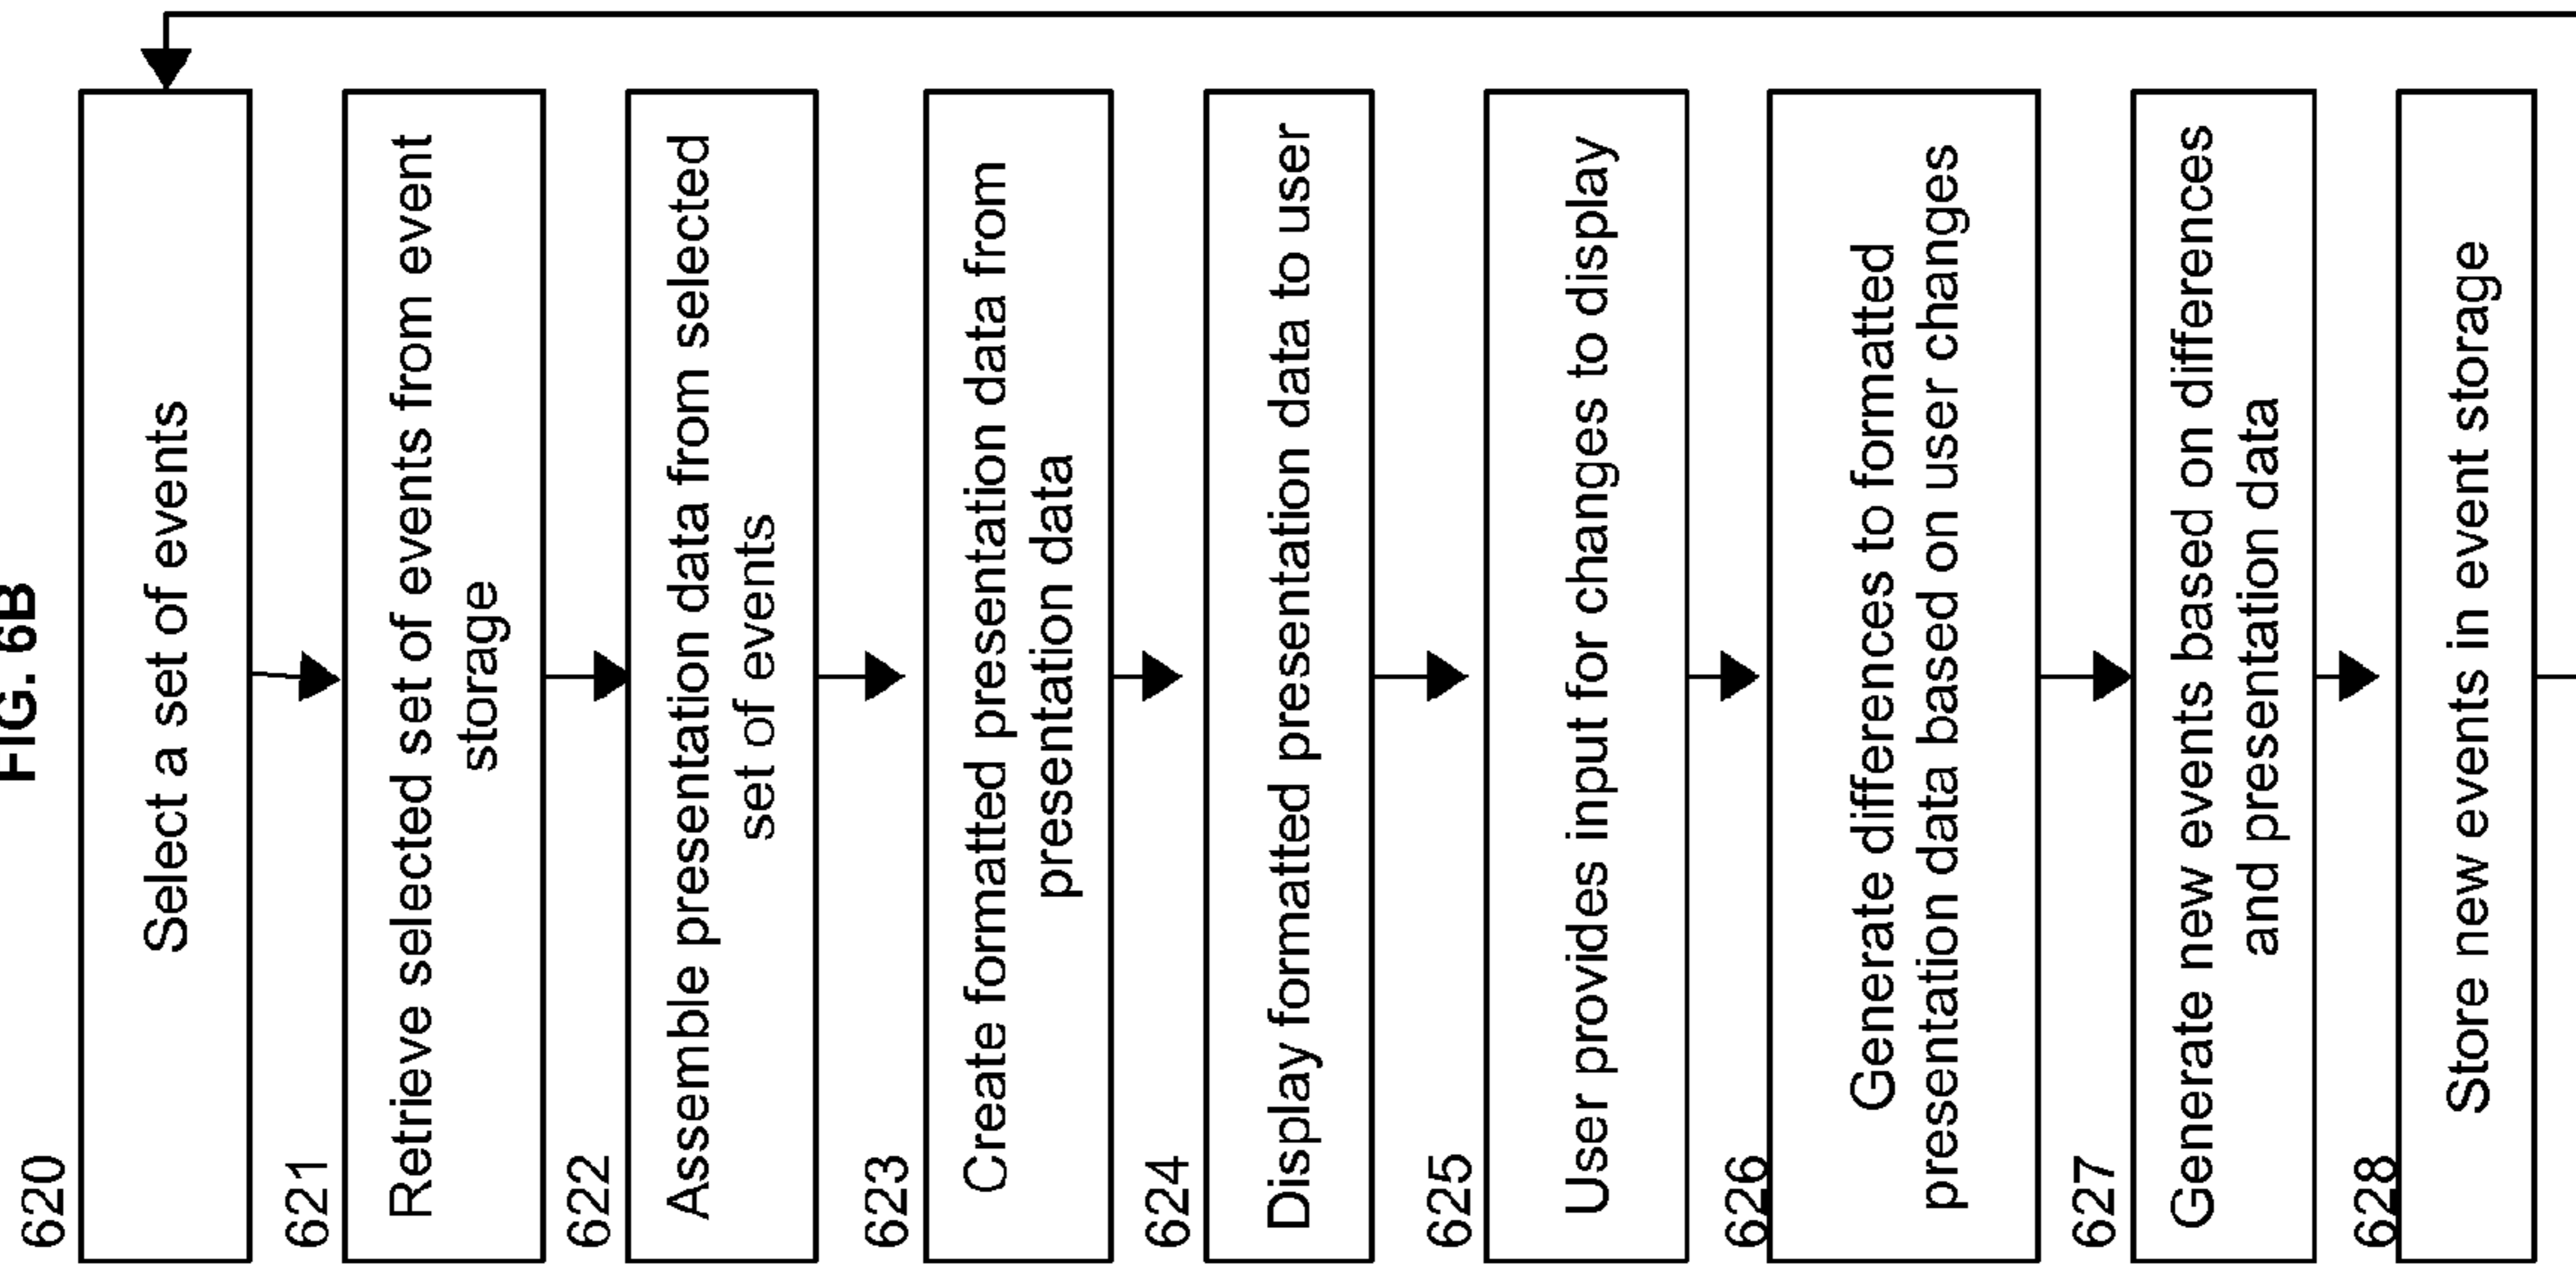 FIG. 6B
620
Select a set of events
621
Retrieve selected set of events from event
storage
622
Assemble presentation data from selected
set of events
623
Create formatted presentation data from
presentation data
624
Display formatted presentation data to user
625
User provides input for changes to display
626
Generate differences to formatted
presentation data based on user changes
627
Generate new events based on differences
and presentation data
628
Store new events in event storage